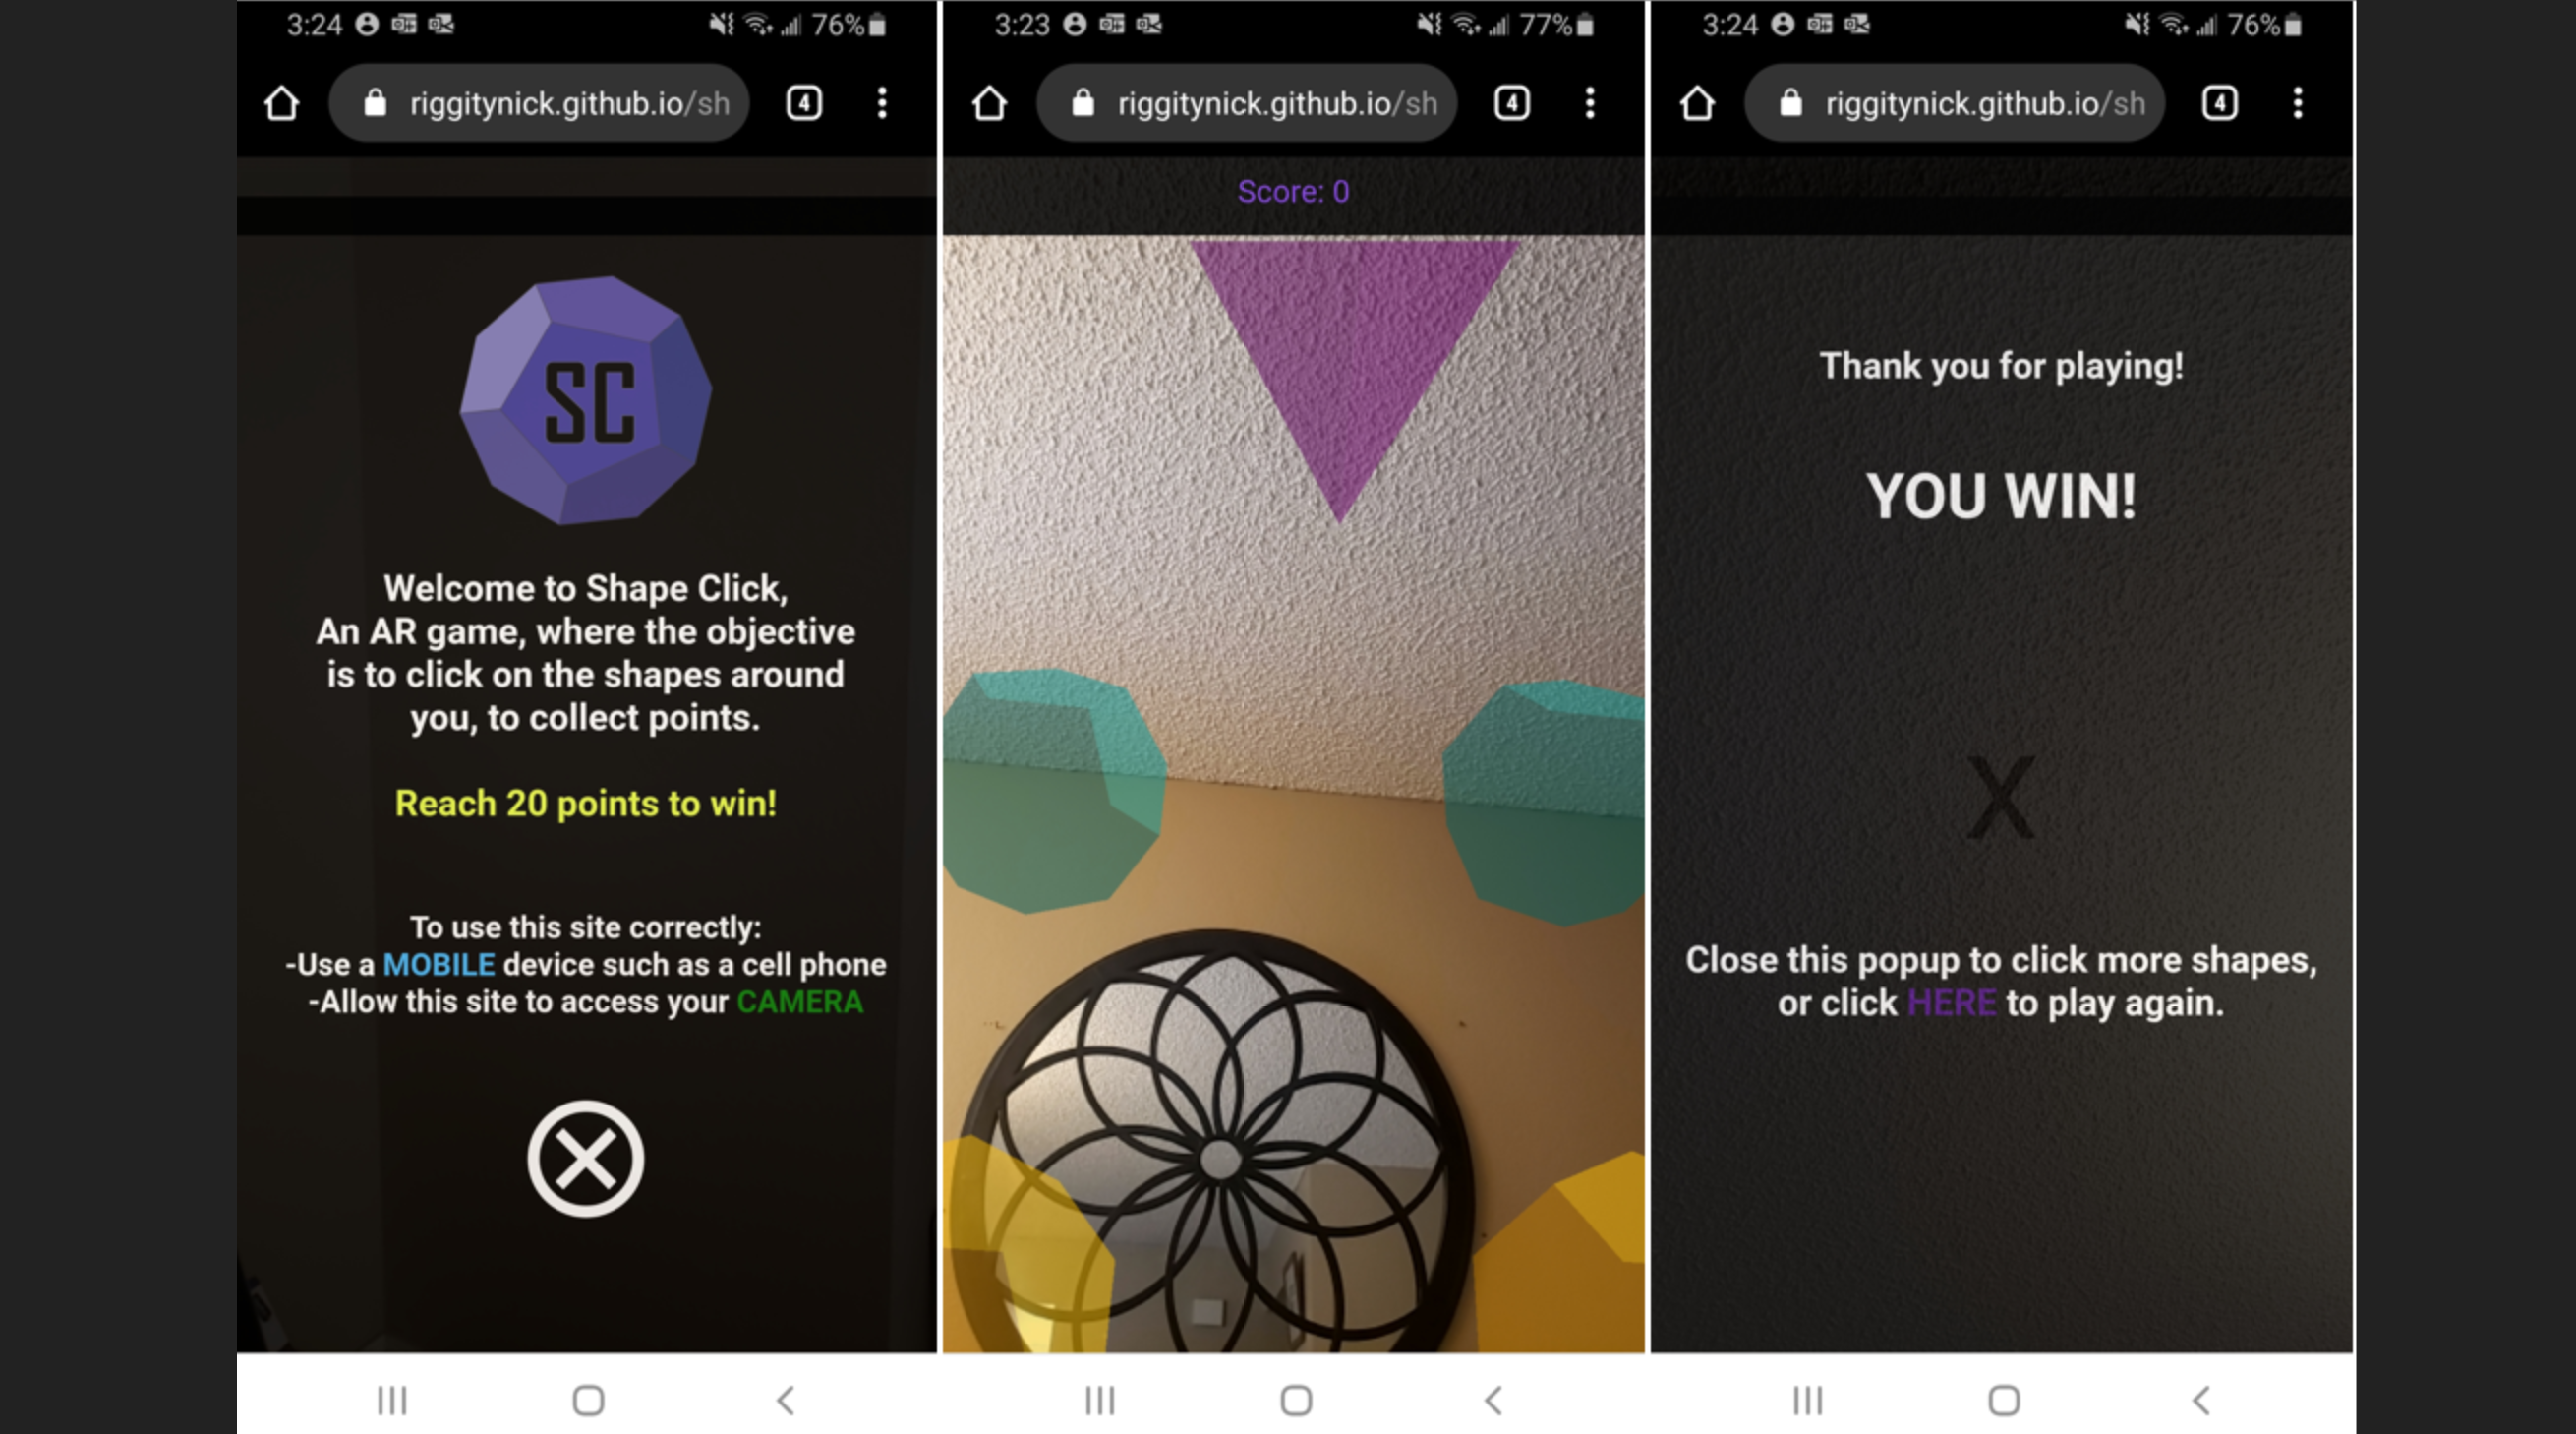 3:24
76%
riggitynick.github.io/sh
4
SC
Welcome to Shape Click,
An AR game, where the objective
is to click on the shapes around
you, to collect points.
Reach 20 points to win!
To use this site correctly:
-Use a MOBILE device such as a cell phone
-Allow this site to access your CAMERA
3:23
77%
riggitynick.github.io/sh
4
Score: 0
3:24
76%
riggitynick.github.io/sh
4
Thank you for playing!
YOU WIN!
X
Close this popup to click more shapes,
or click HERE to play again.